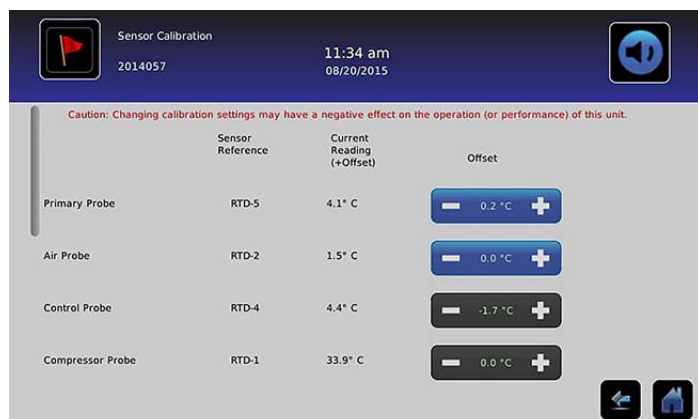 Sensor Calibration
2014057
11:34 am
08/20/2015
Caution: Changing calibration settings may have a negative effect on the operation (or performance) of this unit.
Sensor Reference
Current Reading (+Offset)
Offset
Primary Probe RTD-5 4.1° C 0.2 °C
Air Probe RTD-2 1.5° C 0.0 °C
Control Probe RTD-4 4.4° C -1.7 °C
Compressor Probe RTD-1 33.9° C 0.0 °C